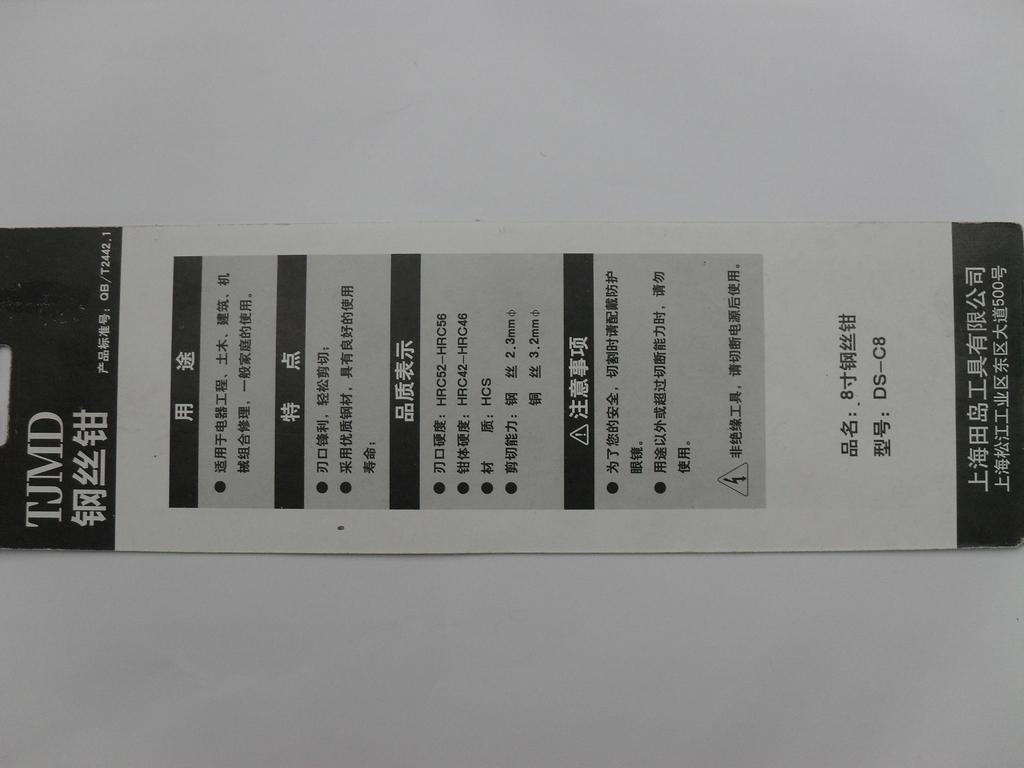 TJMD
钢丝钳
产品标准号：QB/T2442.1
用 途
● 适用于电器工程、土木、建筑、机
械组合修理，一般家庭的使用。
特 点
● 刃口锋利，轻松剪切；
● 采用优质钢材，具有良好的使用
寿命；
品质表示
● 刃口硬度：HRC52-HRC56
● 钳体硬度：HRC42-HRC46
● 材 质：HCS
● 剪切能力：钢 丝 2.3mmφ
铜 丝 3.2mmφ
注意事项
● 为了您的安全，切割时请配戴防护
眼镜。
● 用途以外或超过切断能力时，请勿
使用。
非绝缘工具，请切断电源后使用。
品名：8寸钢丝钳
型号：DS-C8
上海田岛工具有限公司
上海松江工业区东区大道500号